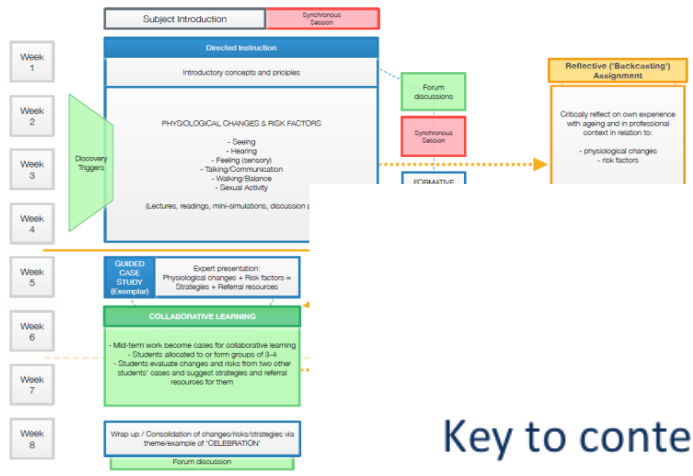 Subject Introduction
Synchronous
Session
Week
1
Directed Instruction
Introductory concepts and priciples
Reflective ('Backcasting')
Assignment
Forum
discussions
Week
2
PHYSIOLOGICAL CHANGES & RISK FACTORS
- Seeing
- Hearing
- Feeling (sensory)
- Talking/Communication
- Walking/Balance
- Sexual Activity
(Lectures, readings, mini-simulations, discussion p
Discovery
Triggers
Synchronous
Session
FORMATIVE
Critically reflect on own experience
with ageing and in professional
context in relation to:
- physiological changes
- risk factors
Week
3
Week
4
Week
5
GUIDED
CASE
STUDY
(Exemplar)
Expert presentation:
Physiological changes + Risk factors =
Strategies + Referral resources
Week
6
COLLABORATIVE LEARNING
- Mid-term work become cases for collaborative learning
- Students allocated to or form groups of 3-4
- Students evaluate changes and risks from two other
students' cases and suggest strategies and referral
resources for them
Week
7
Week
8
Wrap up / Consolidation of changes/risks/strategies via
theme/example of 'CELEBRATION'
Forum discussion
Key to conte